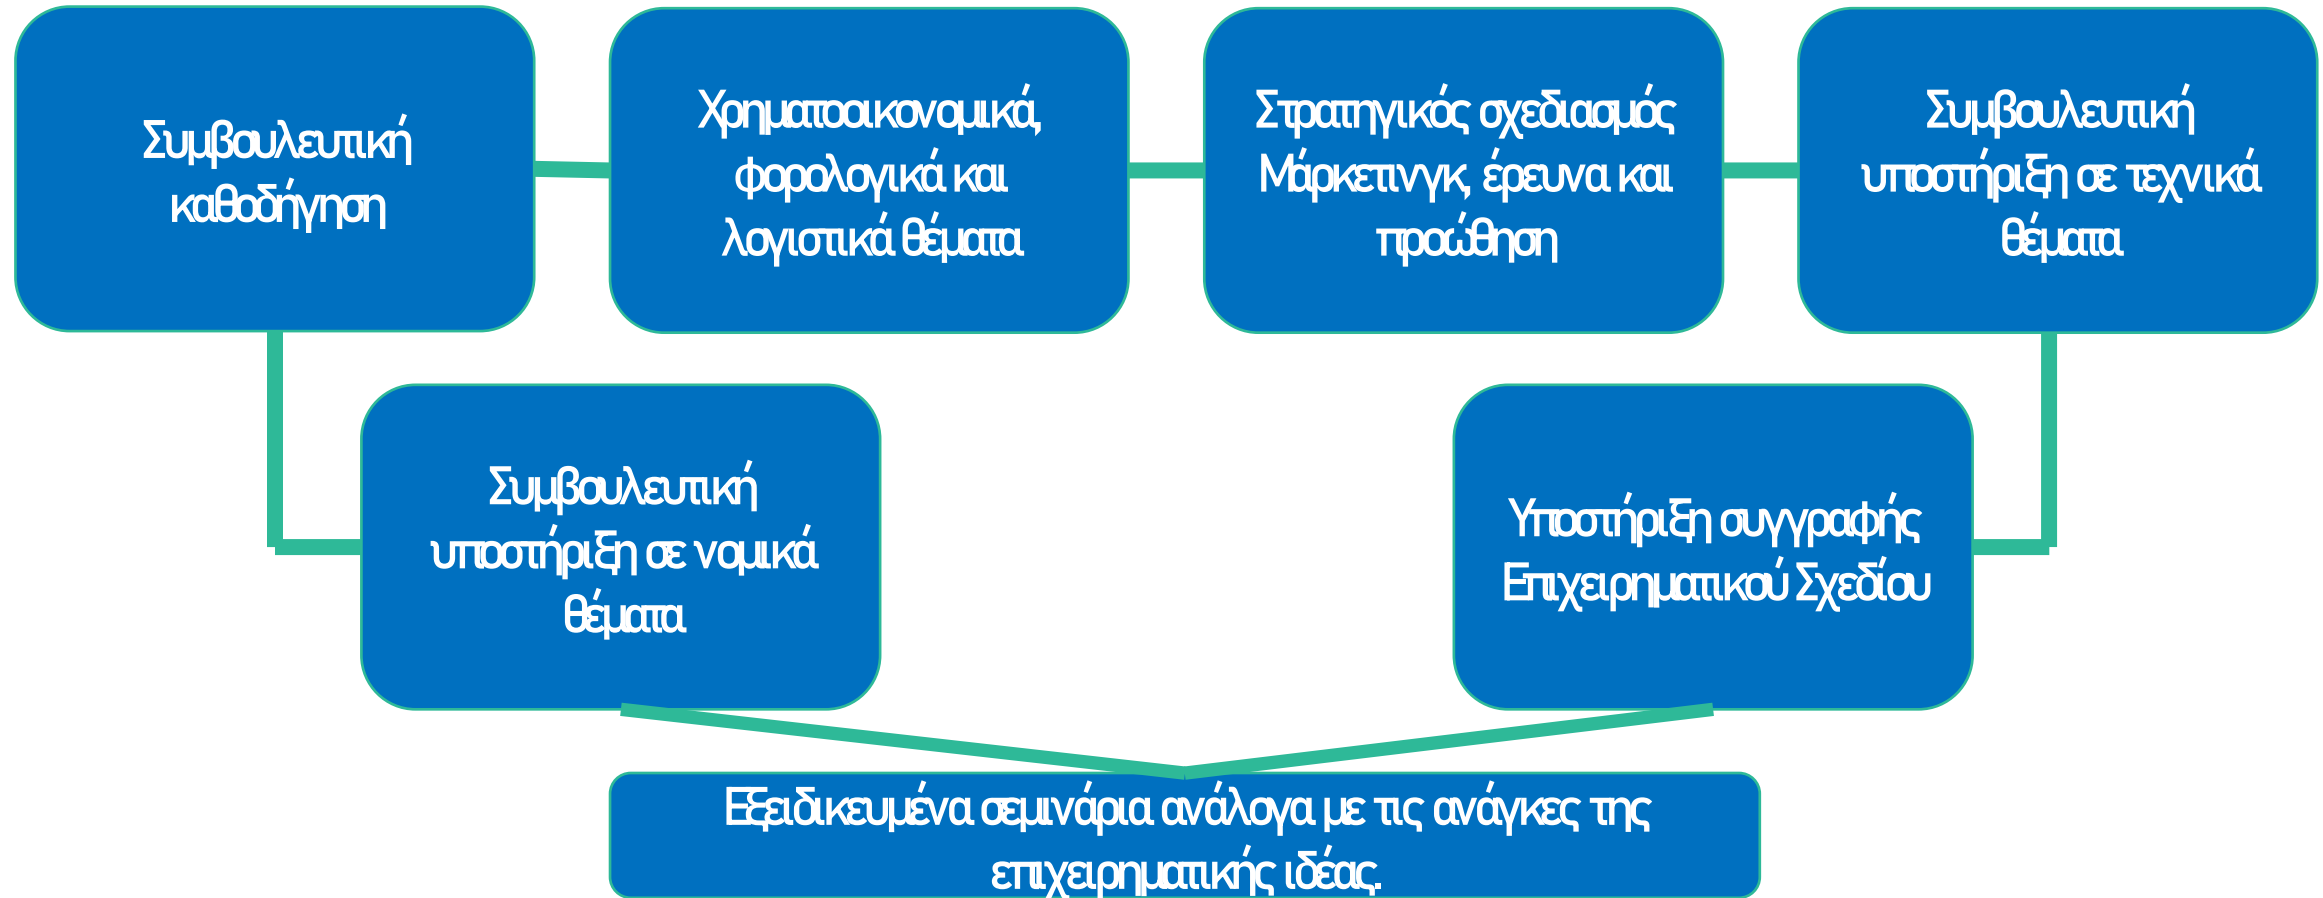 Συμβουλευτική
καθοδήγηση
Χρηματοοικονομικά,
φορολογικά και
λογιστικά θέματα
Στρατηγικός σχεδιασμός
Μάρκετινγκ, έρευνα και
προώθηση
Συμβουλευτική
υποστήριξη σε τεχνικά
θέματα
Συμβουλευτική
υποστήριξη σε νομικά
θέματα
Υποστήριξη συγγραφής
Επιχειρηματικού Σχεδίου
Εξειδικευμένα σεμινάρια ανάλογα με τις ανάγκες της
επιχειρηματικής ιδέας.